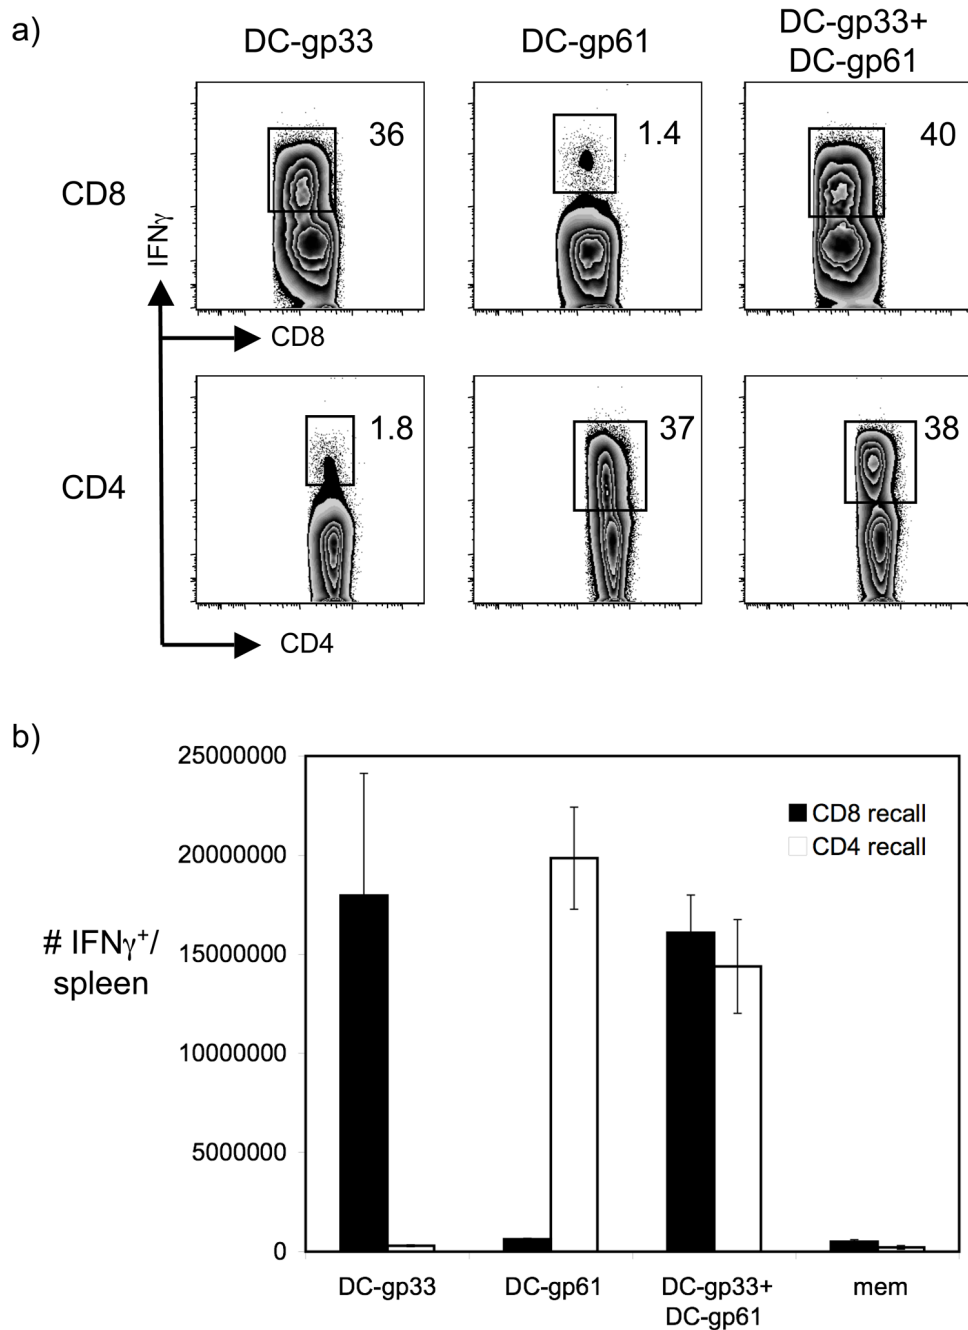 a)
DC-gp33
DC-gp61
DC-gp33+
DC-gp61
CD8
IFNγ
36
1.4
40
CD8
CD4
1.8
37
38
CD4
b)
# IFNγ⁺/
spleen
25000000
20000000
15000000
10000000
5000000
0
CD8 recall
CD4 recall
DC-gp33
DC-gp61
DC-gp33+
DC-gp61
mem